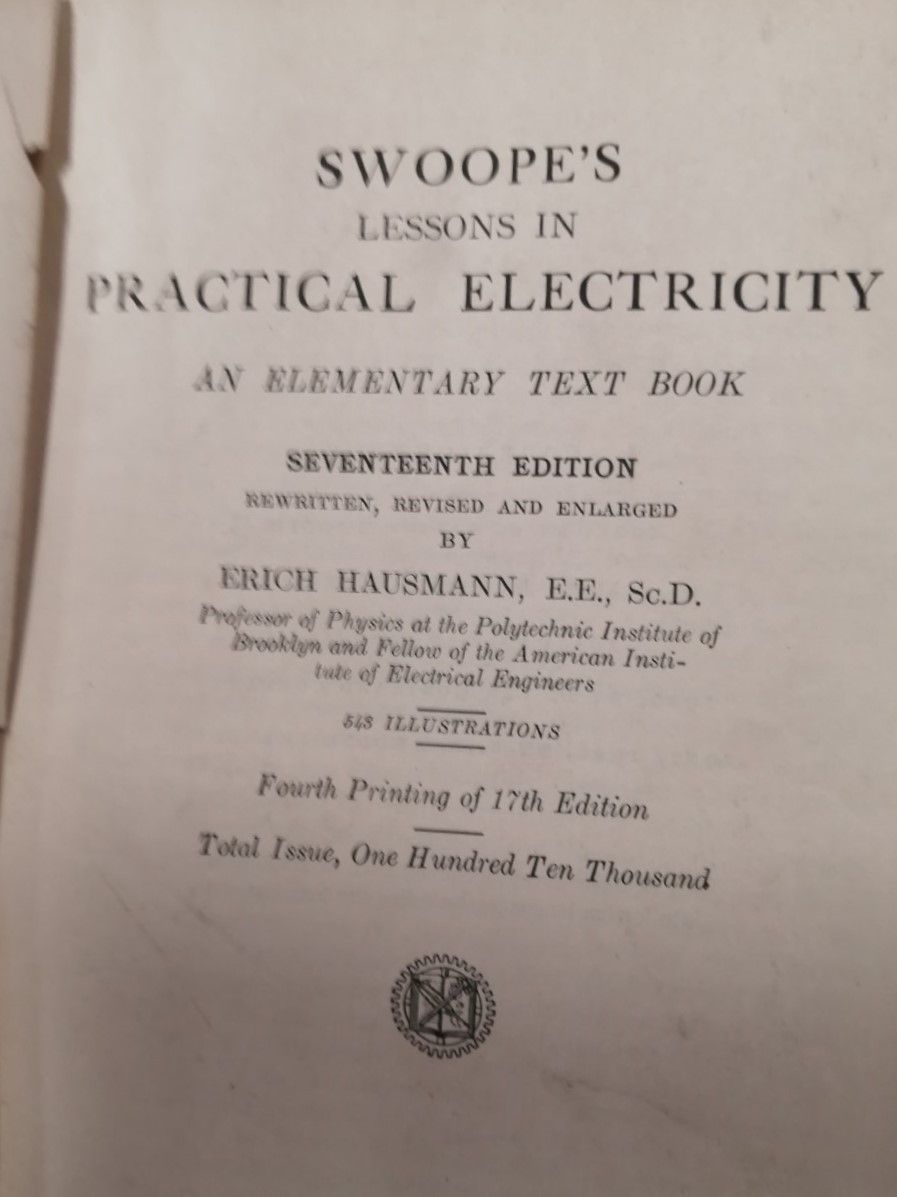 SWOOPE'S
LESSONS IN
PRACTICAL ELECTRICITY
AN ELEMENTARY TEXT BOOK
SEVENTEENTH EDITION
REWRITTEN, REVISED AND ENLARGED
BY
ERICH HAUSMANN, E.E., Sc.D.
Professor of Physics at the Polytechnic Institute of
Brooklyn and Fellow of the American Insti-
tute of Electrical Engineers
548 ILLUSTRATIONS
Fourth Printing of 17th Edition
Total Issue, One Hundred Ten Thousand